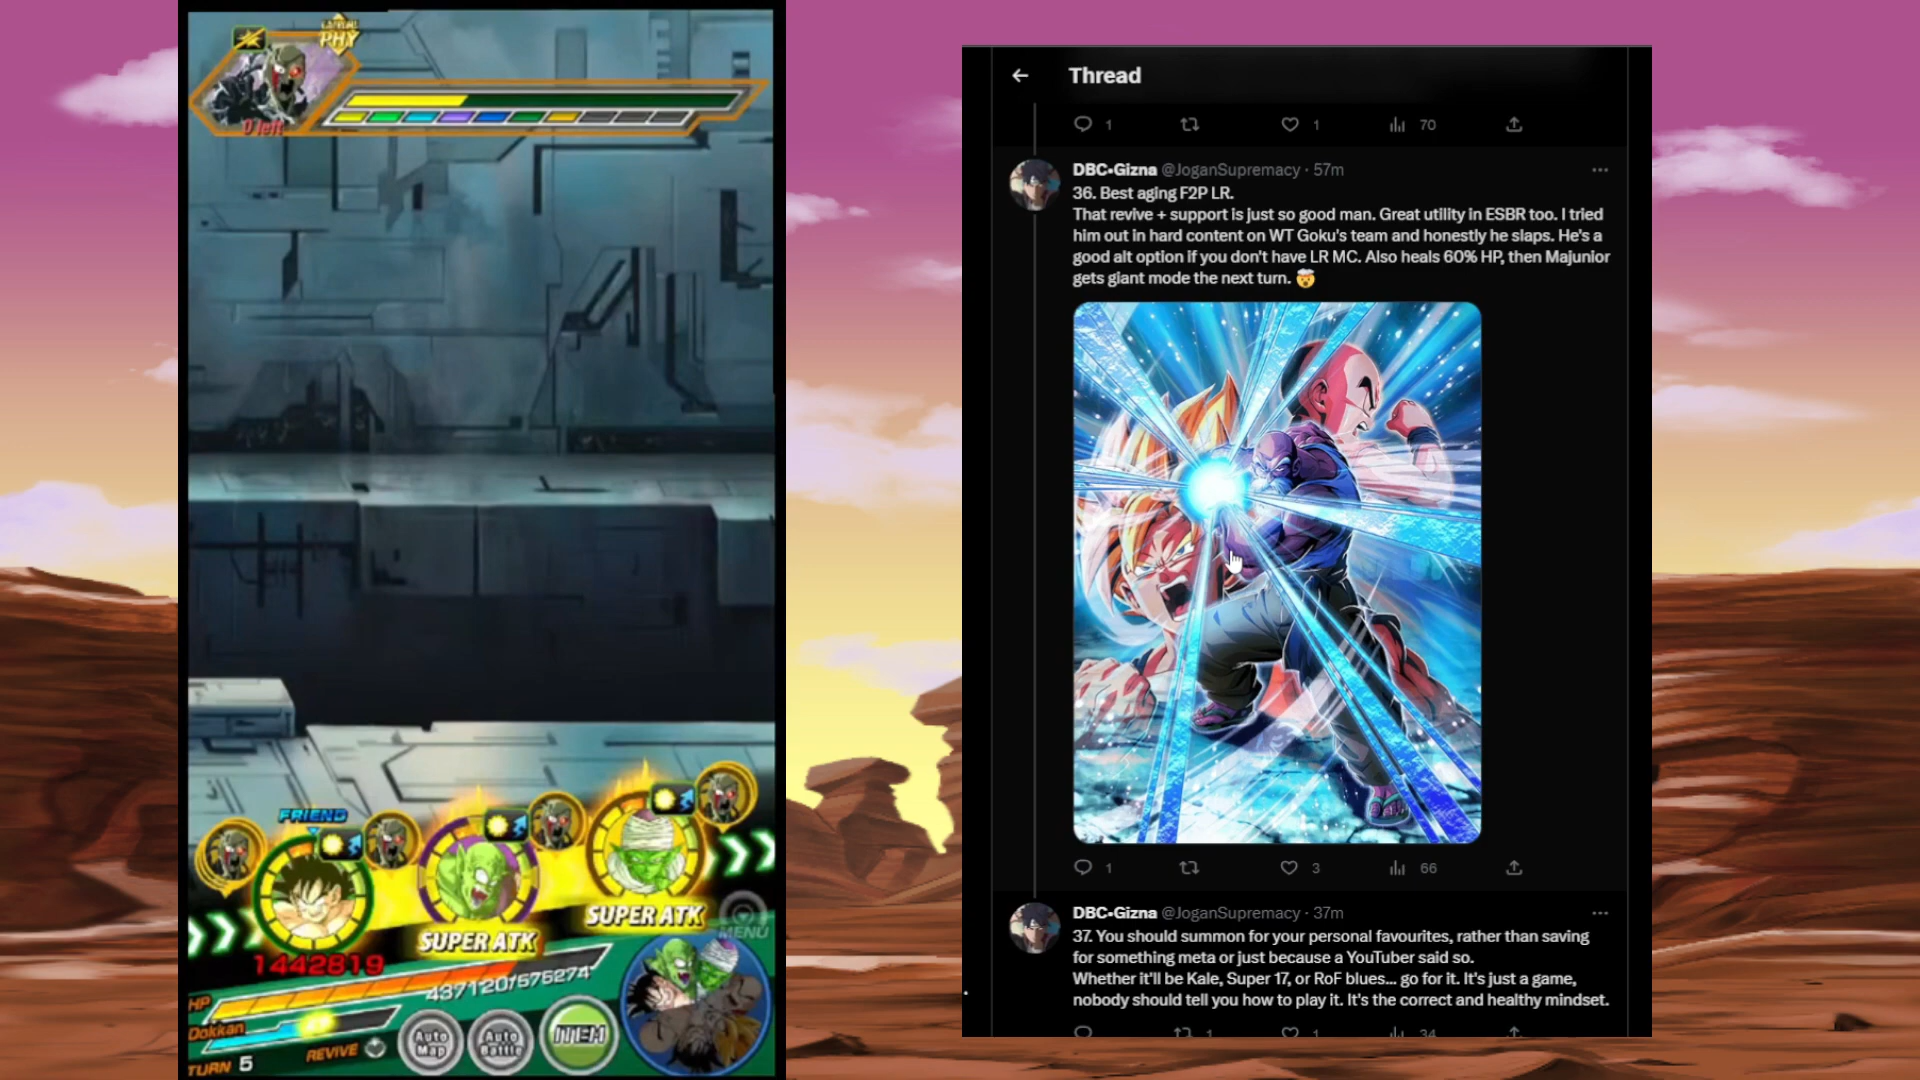 EXTREME
PHY
0 left
FRIEND
SUPER ATK
SUPER ATK
MENU
1442819
HP
437120/575274
Dokkan
Auto
Map
Auto
Battle
ITEM
REVIVE
TURN 5
Thread
1 1 70
DBC•Gizna @JoganSupremacy · 57m
36. Best aging F2P LR.
That revive + support is just so good man. Great utility in ESBR too. I tried
him out in hard content on WT Goku's team and honestly he slaps. He's a
good alt option if you don't have LR MC. Also heals 60% HP, then Majunior
gets giant mode the next turn. 🤯
1 3 66
DBC•Gizna @JoganSupremacy · 37m
37. You should summon for your personal favourites, rather than saving
for something meta or just because a YouTuber said so.
Whether it'll be Kale, Super 17, or RoF blues... go for it. It's just a game,
nobody should tell you how to play it. It's the correct and healthy mindset.
1 1 34